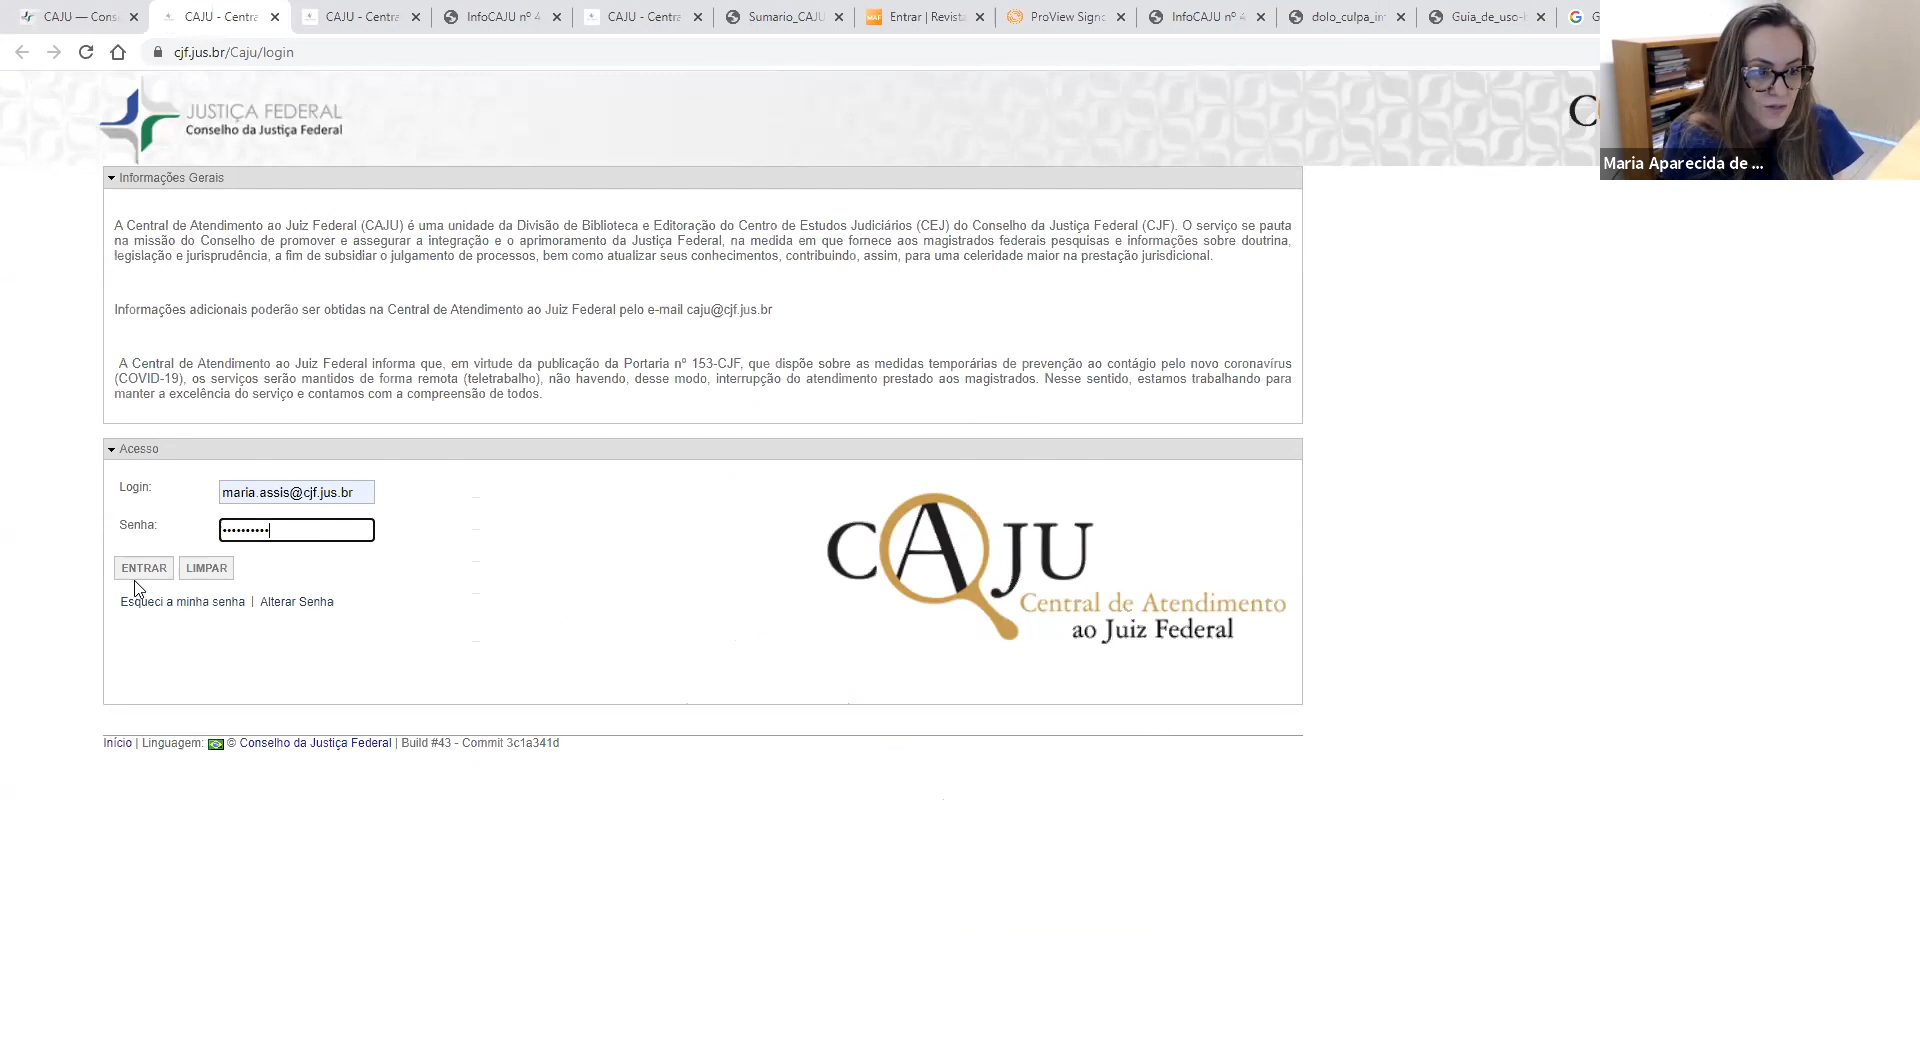 CAJU — Cons
CAJU - Centra
CAJU - Centra
InfoCAJU nº 4
CAJU - Centra
Sumario_CAJU
Entrar | Revista
ProView Signo
InfoCAJU nº 4
dolo_culpa_in
Guia_de_uso-
G
cjf.jus.br/Caju/login
JUSTIÇA FEDERAL
Conselho da Justiça Federal
C
Maria Aparecida de ...
Informações Gerais
A Central de Atendimento ao Juiz Federal (CAJU) é uma unidade da Divisão de Biblioteca e Editoração do Centro de Estudos Judiciários (CEJ) do Conselho da Justiça Federal (CJF). O serviço se pauta
na missão do Conselho de promover e assegurar a integração e o aprimoramento da Justiça Federal, na medida em que fornece aos magistrados federais pesquisas e informações sobre doutrina,
legislação e jurisprudência, a fim de subsidiar o julgamento de processos, bem como atualizar seus conhecimentos, contribuindo, assim, para uma celeridade maior na prestação jurisdicional.
Informações adicionais poderão ser obtidas na Central de Atendimento ao Juiz Federal pelo e-mail caju@cjf.jus.br
A Central de Atendimento ao Juiz Federal informa que, em virtude da publicação da Portaria nº 153-CJF, que dispõe sobre as medidas temporárias de prevenção ao contágio pelo novo coronavírus
(COVID-19), os serviços serão mantidos de forma remota (teletrabalho), não havendo, desse modo, interrupção do atendimento prestado aos magistrados. Nesse sentido, estamos trabalhando para
manter a excelência do serviço e contamos com a compreensão de todos.
Acesso
Login:
maria.assis@cjf.jus.br
Senha:
••••••••••
ENTRAR
LIMPAR
Esqueci a minha senha | Alterar Senha
CAJU
Central de Atendimento
ao Juiz Federal
Início | Linguagem: © Conselho da Justiça Federal | Build #43 - Commit 3c1a341d